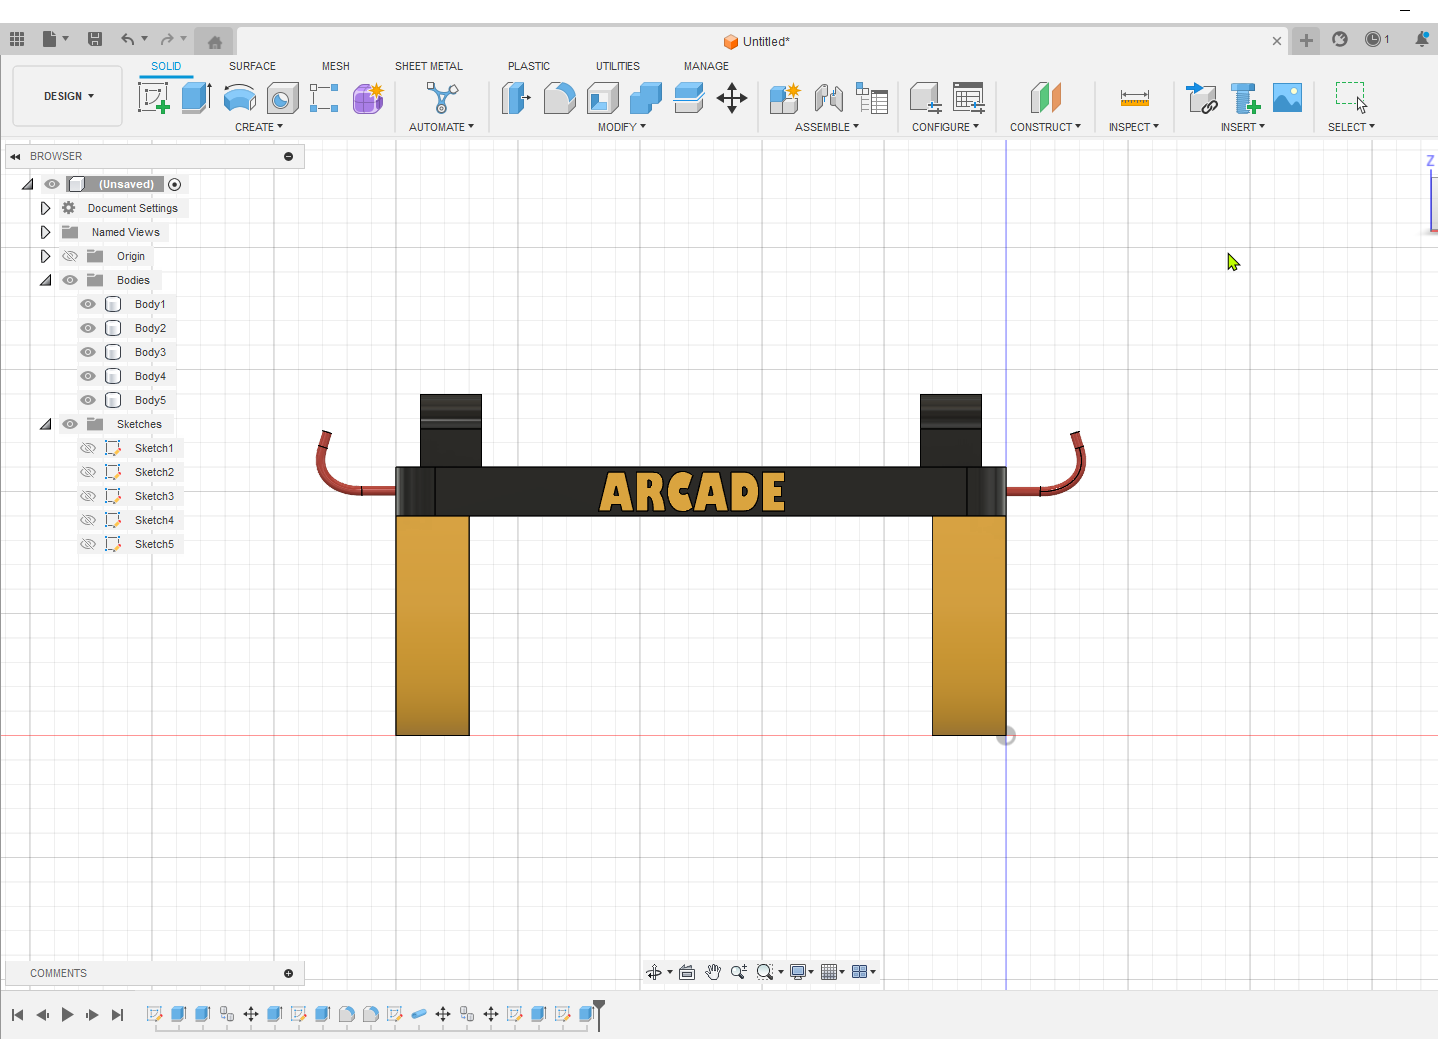 Untitled*
1
DESIGN
SOLID
SURFACE
MESH
SHEET METAL
PLASTIC
UTILITIES
MANAGE
CREATE
AUTOMATE
MODIFY
ASSEMBLE
CONFIGURE
CONSTRUCT
INSPECT
INSERT
SELECT
BROWSER
(Unsaved)
Document Settings
Named Views
Origin
Bodies
Body1
Body2
Body3
Body4
Body5
Sketches
Sketch1
Sketch2
Sketch3
Sketch4
Sketch5
Z
ARCADE
COMMENTS